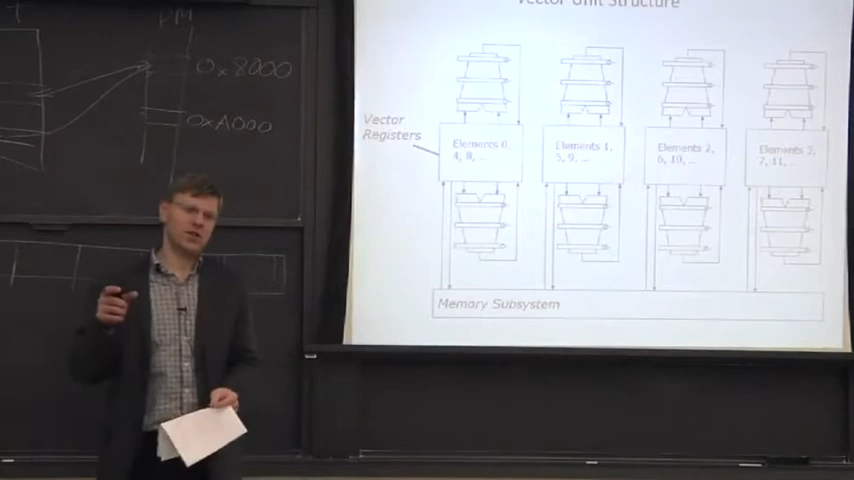 PM
0x8000
0xA000
Vector Unit Structure
Vector
Registers
Elements 0,
4, 8, ...
Elements 1,
5, 9, ...
Elements 2,
6, 10, ...
Elements 3,
7, 11, ...
Memory Subsystem